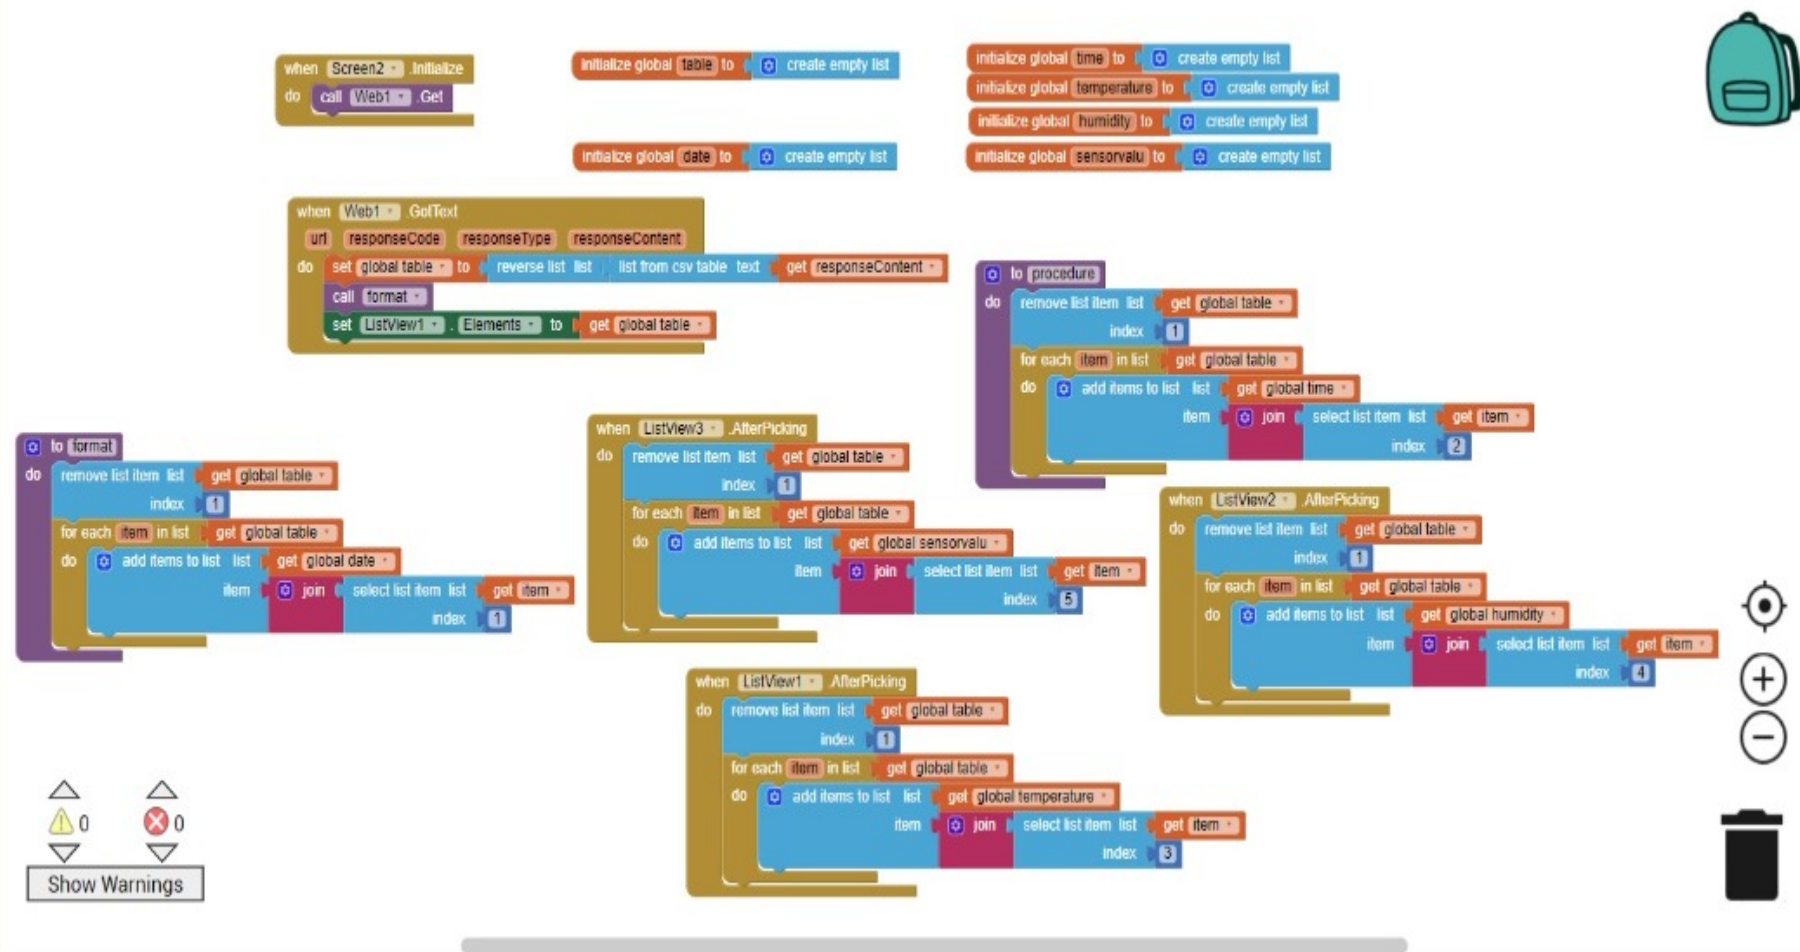 when Screen2 .Initialize
do call Web1 .Get
initialize global table to create empty list
initialize global date to create empty list
initialize global time to create empty list
initialize global temperature to create empty list
initialize global humidity to create empty list
initialize global sensorvalu to create empty list
when Web1 .GotText
url responseCode responseType responseContent
do set global table to reverse list list list from csv table text get responseContent
call format
set ListView1 . Elements to get global table
to procedure
do remove list item list get global table
index 1
for each item in list get global table
do add items to list list get global time
item join select list item list get item
index 2
to format
do remove list item list get global table
index 1
for each item in list get global table
do add items to list list get global date
item join select list item list get item
index 1
when ListView3 .AfterPicking
do remove list item list get global table
index 1
for each item in list get global table
do add items to list list get global sensorvalu
item join select list item list get item
index 5
when ListView2 .AfterPicking
do remove list item list get global table
index 1
for each item in list get global table
do add items to list list get global humidity
item join select list item list get item
index 4
when ListView1 .AfterPicking
do remove list item list get global table
index 1
for each item in list get global table
do add items to list list get global temperature
item join select list item list get item
index 3
0 0
Show Warnings